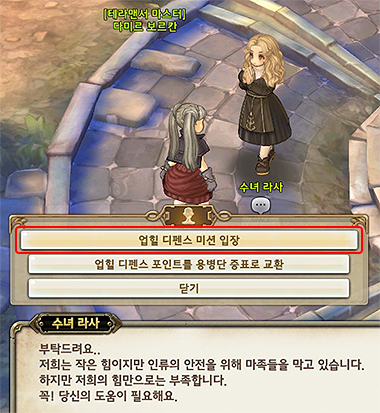 [테라맨서 마스터]
다미르 보르칸
수녀 라사
업힐 디펜스 미션 입장
업힐 디펜스 포인트를 용병단 증표로 교환
닫기
수녀 라사
부탁드려요..
저희는 작은 힘이지만 인류의 안전을 위해 마족들을 막고 있습니다.
하지만 저희의 힘만으로는 부족합니다.
꼭! 당신의 도움이 필요해요.